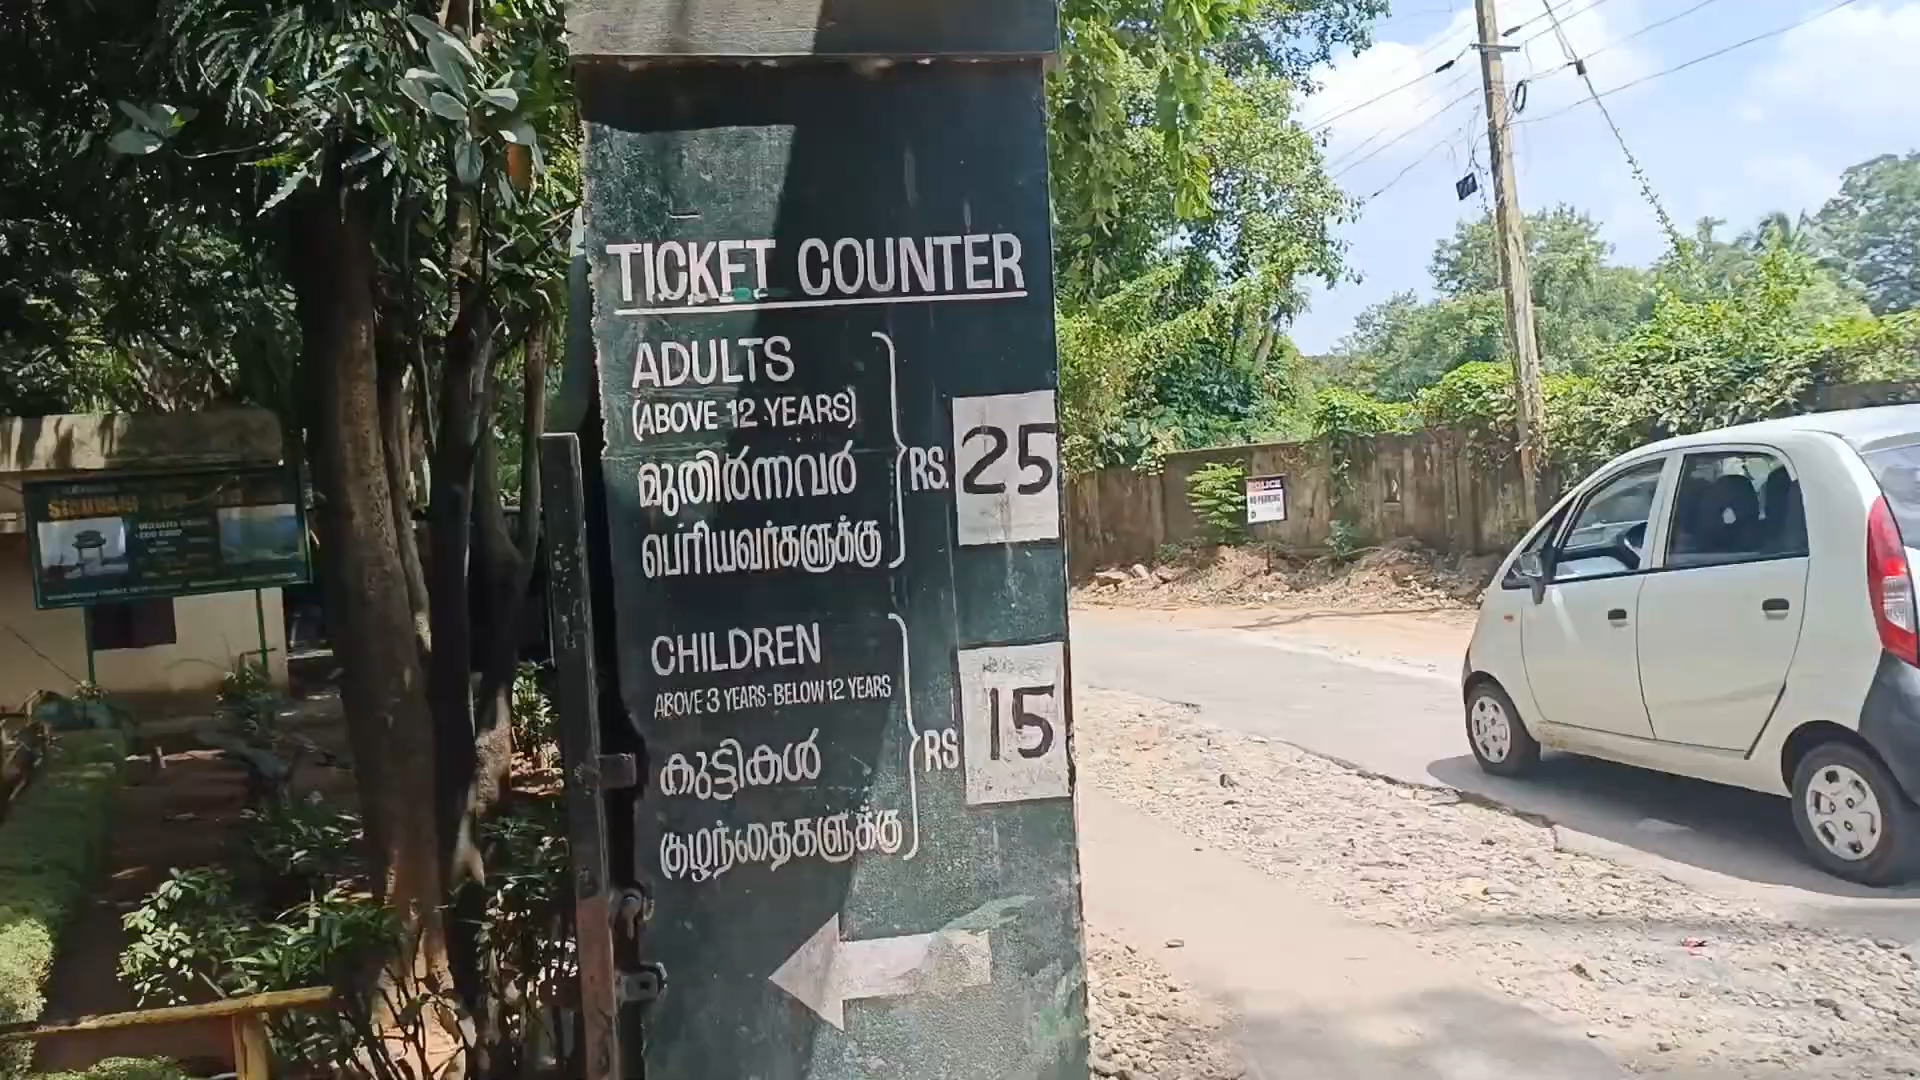 TICKET COUNTER
ADULTS
(ABOVE 12 YEARS)
മുതിർന്നവർ
பெரியவர்களுக்கு
RS. 25
CHILDREN
ABOVE 3 YEARS-BELOW 12 YEARS
കുട്ടികൾ
குழந்தைகளுக்கு
RS 15
POLICE
NO PARKING